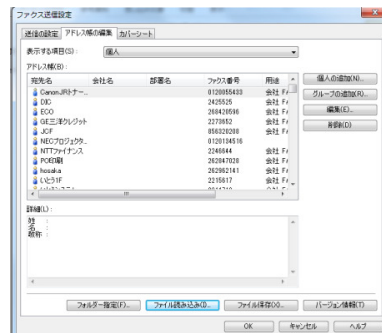 ファクス送信設定
送信の設定 アドレス帳の編集 カバーシート
表示する項目(S): 個人
アドレス帳(B):
宛先名 会社名 部署名 ファクス番号 用途
CanonJRトナー... 0120055433 会社 F
DIC 2425525 会社 F
ECO 268420596 会社 F
GE三洋クレジット 2273652 会社 F
JCF 856320208 会社 F
NECプロジェクタ... 0120134516
NTTファイナンス 2246644 会社 F
POE印刷 262847028 会社 F
hosaka 262962141 会社 F
いとう1F 2215617 会社 F
個人の追加(N)...
グループの追加(R)...
編集(E)...
削除(D)
詳細(L):
姓 :
名 :
敬称 :
フォルダー指定(F)... ファイル読み込み(I)... ファイル保存(X)... バージョン情報(T)
OK キャンセル ヘルプ